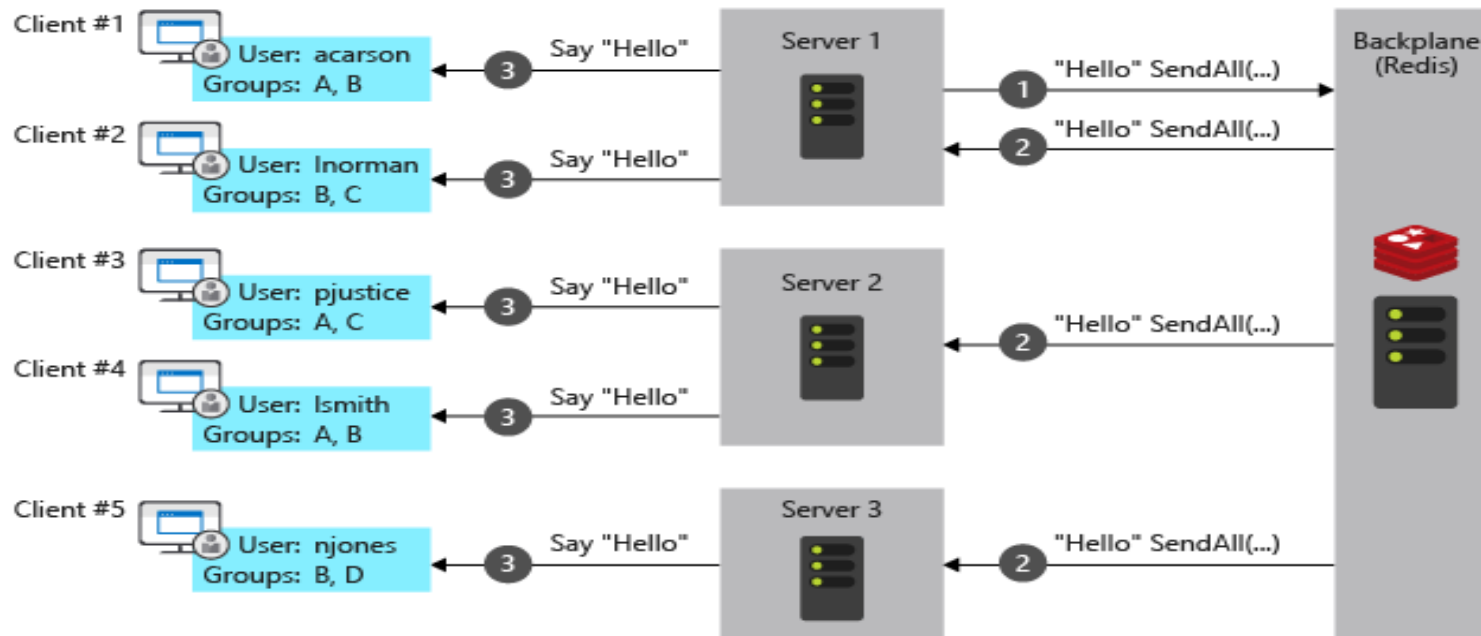 Client #1
User: acarson
Groups: A, B
3
Say "Hello"
Server 1
1
"Hello" SendAll(...)
Backplane
(Redis)
Client #2
User: lnorman
Groups: B, C
3
Say "Hello"
2
"Hello" SendAll(...)
Client #3
User: pjustice
Groups: A, C
3
Say "Hello"
Server 2
2
"Hello" SendAll(...)
Client #4
User: lsmith
Groups: A, B
3
Say "Hello"
Client #5
User: njones
Groups: B, D
3
Say "Hello"
Server 3
2
"Hello" SendAll(...)